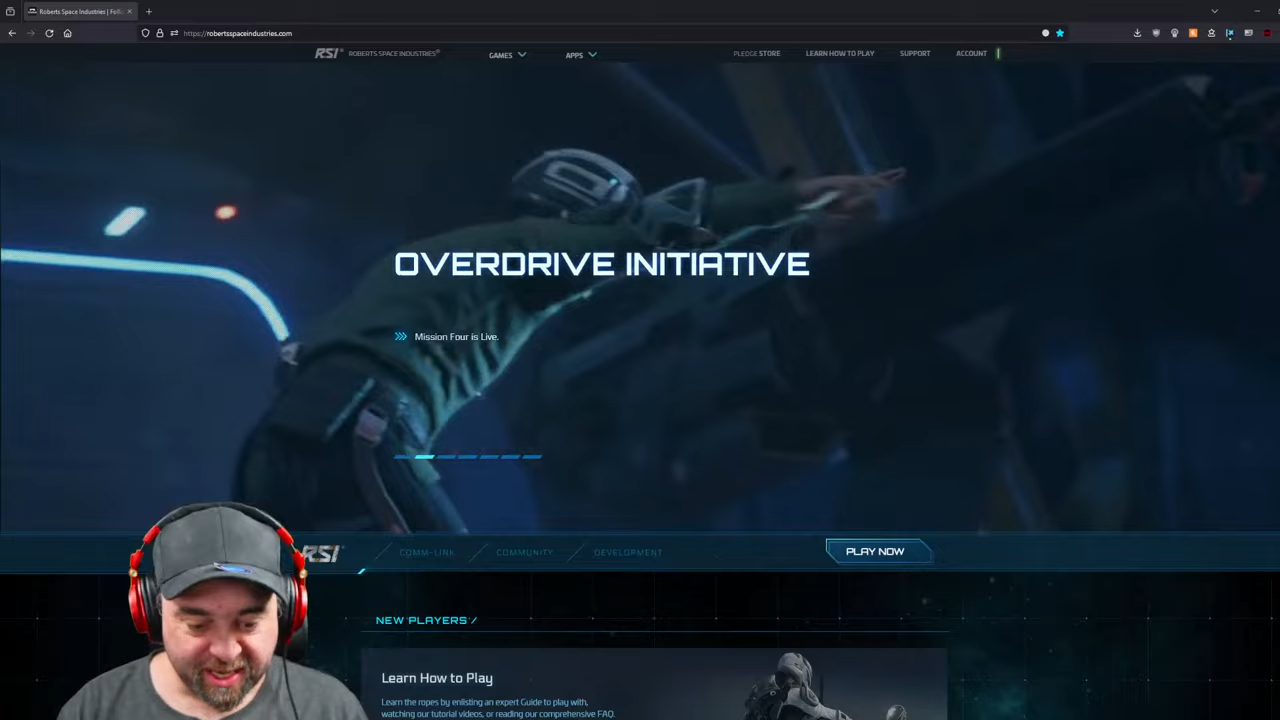 Roberts Space Industries | Follo
https://robertsspaceindustries.com
RSI ROBERTS SPACE INDUSTRIES®
GAMES
APPS
PLEDGE STORE
LEARN HOW TO PLAY
SUPPORT
ACCOUNT
OVERDRIVE INITIATIVE
Mission Four is Live.
RSI
COMM-LINK
COMMUNITY
DEVELOPMENT
PLAY NOW
NEW PLAYERS /
Learn How to Play
Learn the ropes by enlisting an expert Guide to play with,
watching our tutorial videos, or reading our comprehensive FAQ.